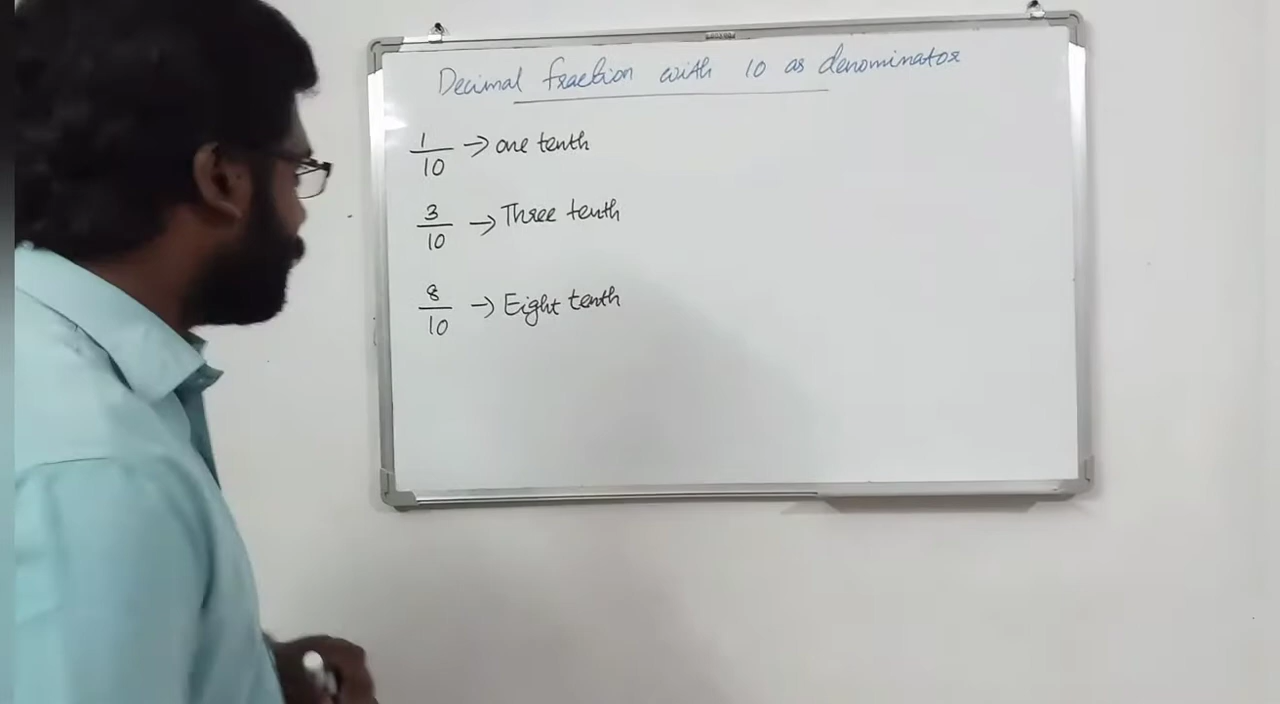 Decimal fraction with 10 as denominator
1/10 → one tenth
3/10 → Three tenth
8/10 → Eight tenth